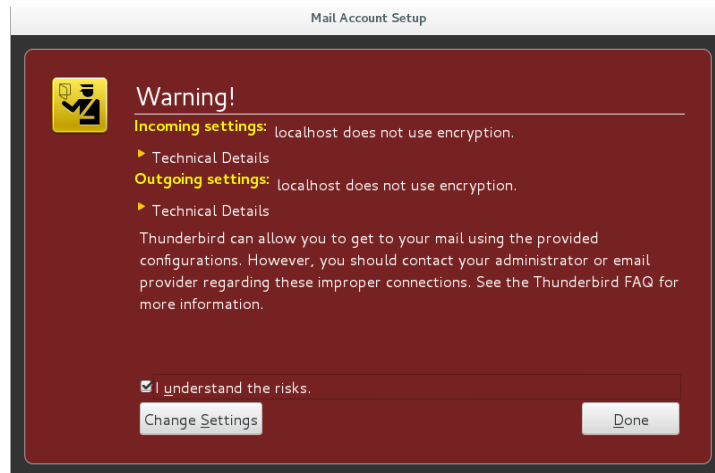 Mail Account Setup
Warning!
Incoming settings: localhost does not use encryption.
Technical Details
Outgoing settings: localhost does not use encryption.
Technical Details
Thunderbird can allow you to get to your mail using the provided
configurations. However, you should contact your administrator or email
provider regarding these improper connections. See the Thunderbird FAQ for
more information.
I understand the risks.
Change Settings
Done